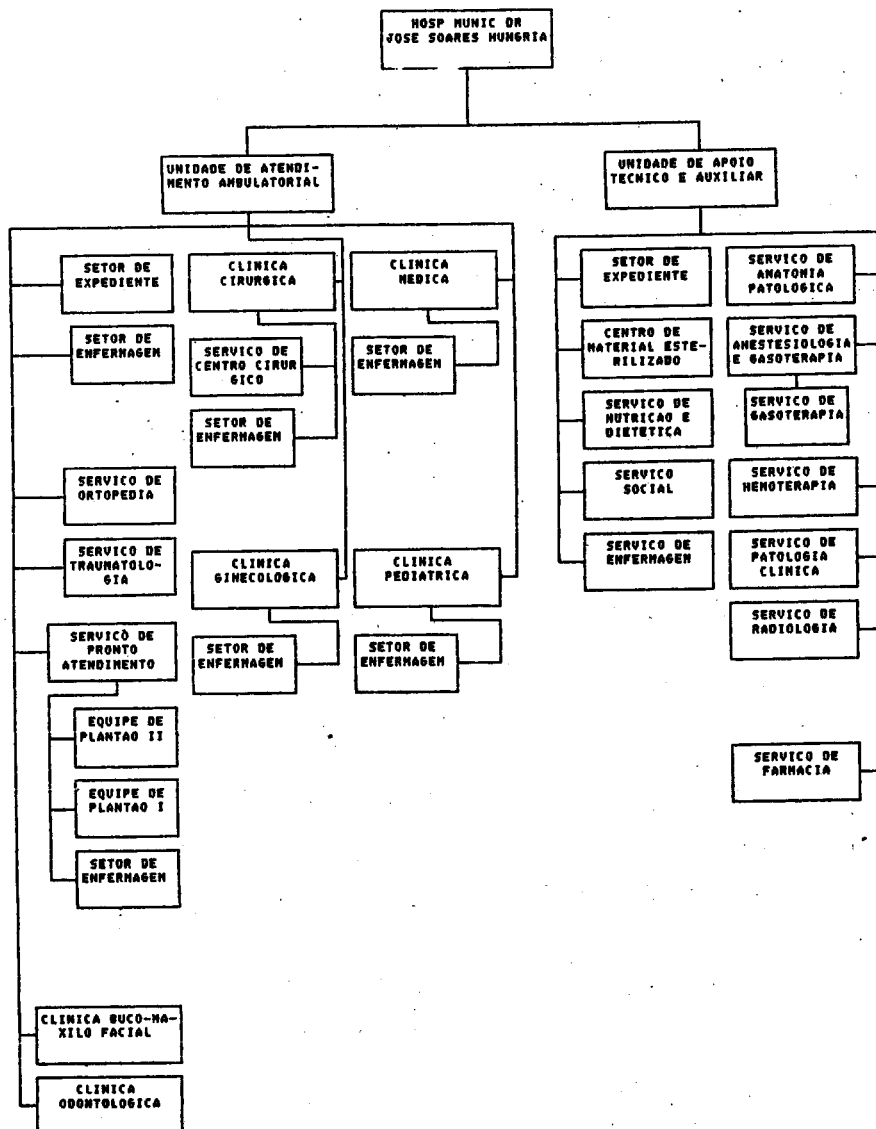 HOSP MUNIC DR
JOSE SOARES HUNGRIA
UNIDADE DE ATENDI-
MENTO AMBULATORIAL
UNIDADE DE APOIO
TECNICO E AUXILIAR
SETOR DE
EXPEDIENTE
CLINICA
CIRURGICA
CLINICA
MEDICA
SETOR DE
EXPEDIENTE
SERVICO DE
ANATOMIA
PATOLOGICA
SETOR DE
ENFERMAGEM
SERVICO DE
CENTRO CIRUR
GICO
SETOR DE
ENFERMAGEM
CENTRO DE
MATERIAL ESTE-
RILIZADO
SERVICO DE
ANESTESIOLOGIA
E GASOTERAPIA
SETOR DE
ENFERMAGEM
SERVICO DE
NUTRICAO E
DIETETICA
SERVICO DE
GASOTERAPIA
SERVICO DE
ORTOPEDIA
SERVICO
SOCIAL
SERVICO DE
HEMOTERAPIA
SERVICO DE
TRAUMATOLO-
GIA
CLINICA
GINECOLOGICA
CLINICA
PEDIATRICA
SERVICO DE
ENFERMAGEM
SERVICO DE
PATOLOGIA
CLINICA
SERVICO DE
PRONTO
ATENDIMENTO
SETOR DE
ENFERMAGEM
SETOR DE
ENFERMAGEM
SERVICO DE
RADIOLOGIA
EQUIPE DE
PLANTAO II
SERVICO DE
FARMACIA
EQUIPE DE
PLANTAO I
SETOR DE
ENFERMAGEM
CLINICA BUCO-MA-
XILO FACIAL
CLINICA
ODONTOLOGICA